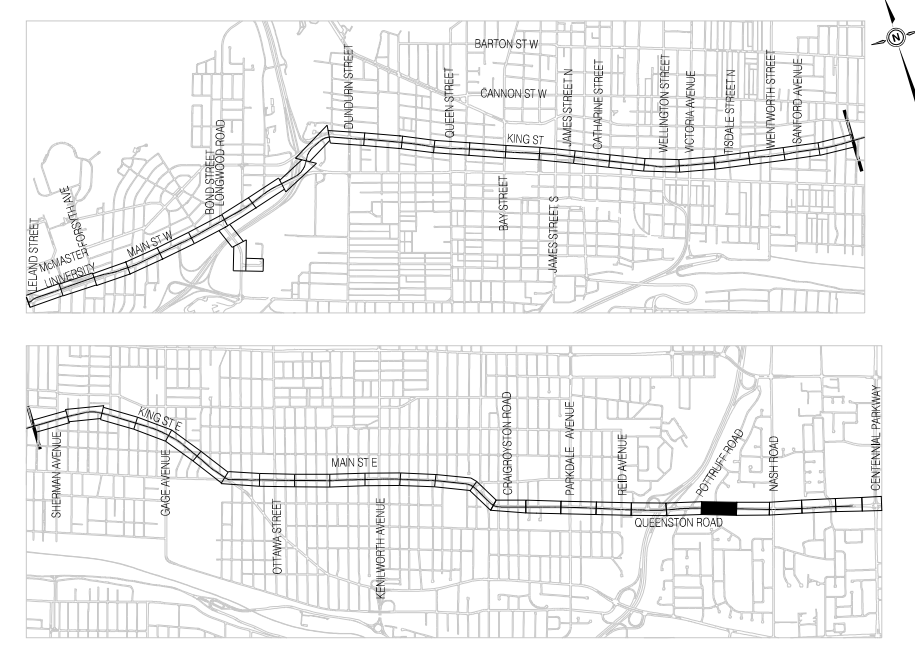 N
BARTON ST W
CANNON ST W
DUNDURN STREET
QUEEN STREET
JAMES STREET N
CATHARINE STREET
WELLINGTON STREET
VICTORIA AVENUE
TISDALE STREET N
WENTWORTH STREET
SANFORD AVENUE
KING ST
BOND STREET
LONGWOOD ROAD
BAY STREET
JAMES STREET S
LELAND STREET
FORSYTH AVE
McMASTER
UNIVERSITY
MAIN ST W
KING ST E
SHERMAN AVENUE
GAGE AVENUE
MAIN ST E
OTTAWA STREET
KENILWORTH AVENUE
CRAIGROYSTON ROAD
PARKDALE AVENUE
REID AVENUE
POTTRUFF ROAD
NASH ROAD
CENTENNIAL PARKWAY
QUEENSTON ROAD